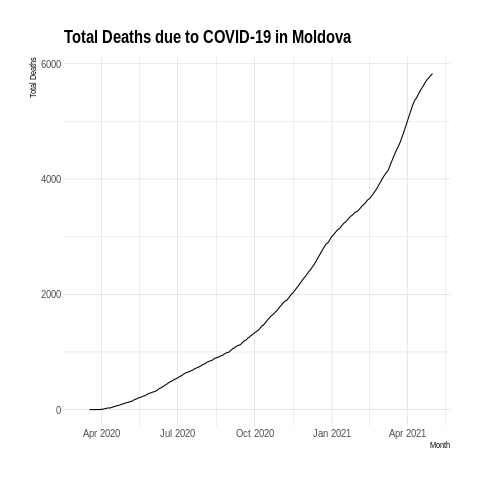 Total Deaths due to COVID-19 in Moldova
Total Deaths
6000
4000
2000
0
Apr 2020 Jul 2020 Oct 2020 Jan 2021 Apr 2021
Month